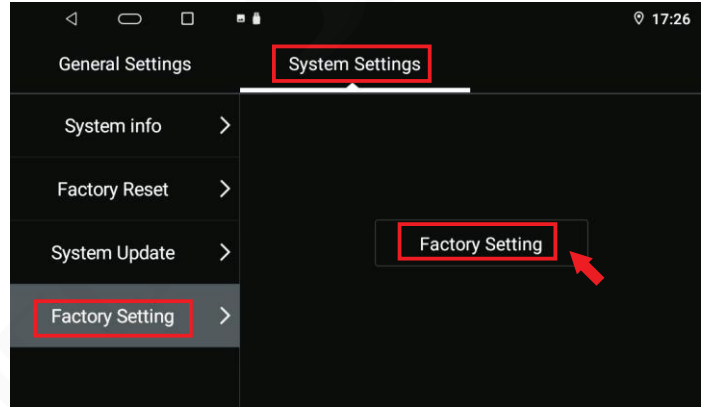 17:26
General Settings
System Settings
System info
Factory Reset
System Update
Factory Setting
Factory Setting